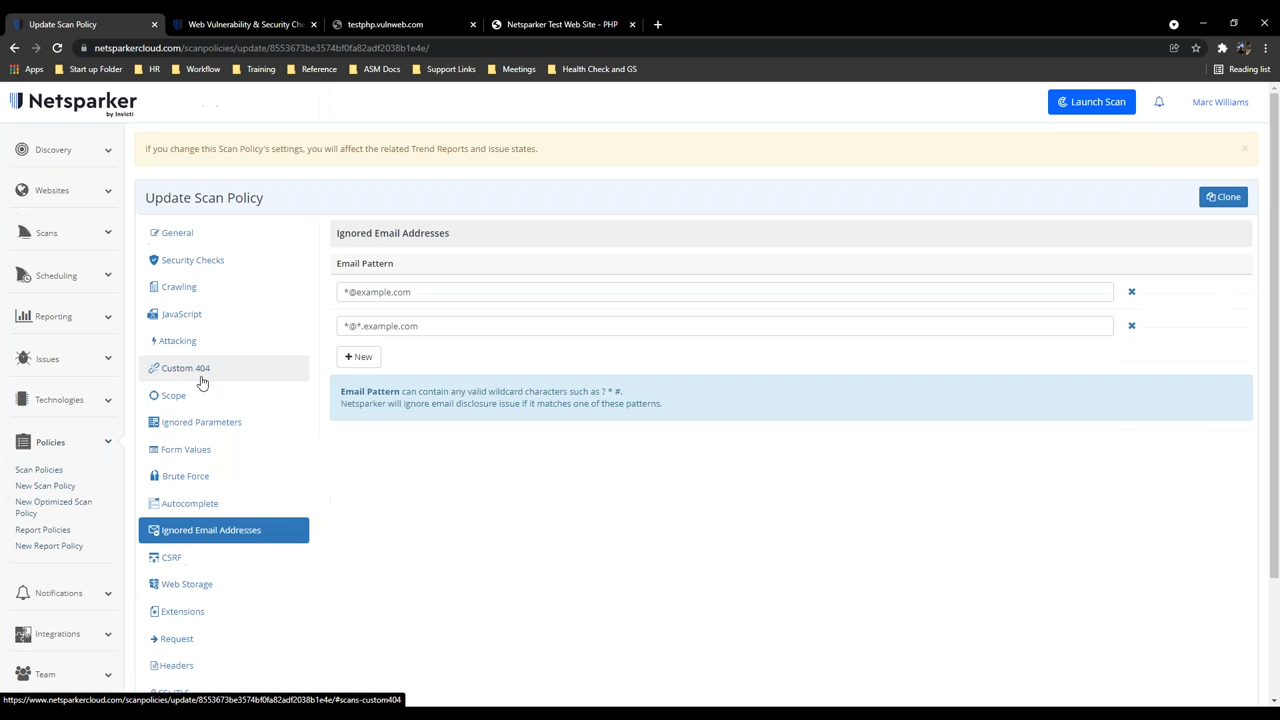 Update Scan Policy
Web Vulnerability & Security Che
testphp.vulnweb.com
Netsparker Test Web Site - PHP
netsparkercloud.com/scanpolicies/update/8553673be3574bf0fa82adf2038b1e4e/
Apps
Start up Folder
HR
Workflow
Training
Reference
ASM Docs
Support Links
Meetings
Health Check and GS
Reading list
Netsparker
by Invicti
Launch Scan
Marc Williams
Discovery
Websites
Scans
Scheduling
Reporting
Issues
Technologies
Policies
Scan Policies
New Scan Policy
New Optimized Scan
Policy
Report Policies
New Report Policy
Notifications
Integrations
Team
If you change this Scan Policy's settings, you will affect the related Trend Reports and Issue states.
Update Scan Policy
Clone
General
Security Checks
Crawling
JavaScript
Attacking
Custom 404
Scope
Ignored Parameters
Form Values
Brute Force
Autocomplete
Ignored Email Addresses
CSRF
Web Storage
Extensions
Request
Headers
SSL/TLS
Ignored Email Addresses
Email Pattern
*@example.com
*@*.example.com
+ New
Email Pattern can contain any valid wildcard characters such as ? * #.
Netsparker will ignore email disclosure issue if it matches one of these patterns.
https://www.netsparkercloud.com/scanpolicies/update/8553673be3574bf0fa82adf2038b1e4e/#scans-custom404